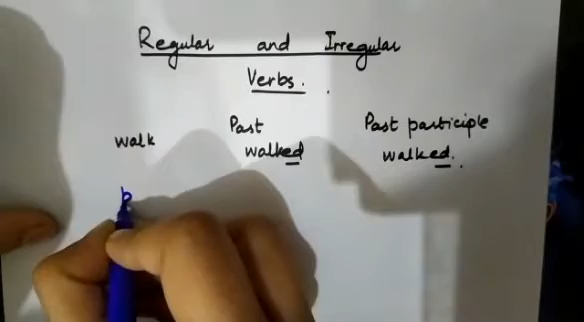 Regular and Irregular
Verbs.
Past Past participle
walk walked walked.